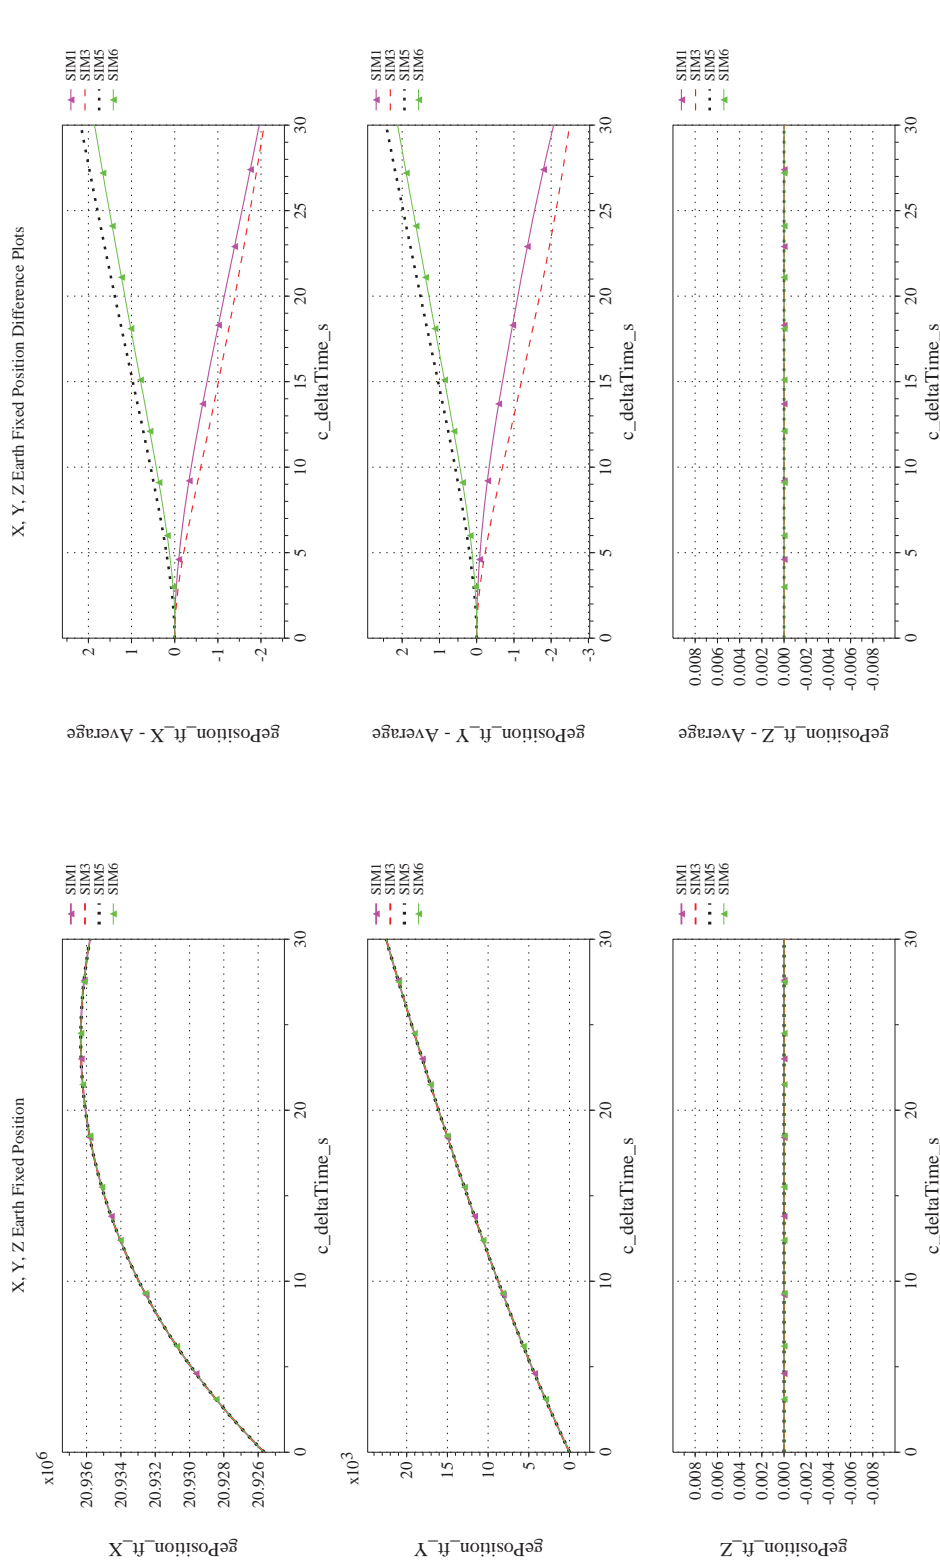 X, Y, Z Earth Fixed Position
x10^6
20.936
20.934
20.932
20.930
20.928
20.926
gePosition_ft_X
0
10
20
30
c_deltaTime_s
SIM1
SIM3
SIM5
SIM6
x10^3
20
15
10
5
0
gePosition_ft_Y
0
10
20
30
c_deltaTime_s
SIM1
SIM3
SIM5
SIM6
0.008
0.006
0.004
0.002
0.000
-0.002
-0.004
-0.006
-0.008
gePosition_ft_Z
0
10
20
30
c_deltaTime_s
SIM1
SIM3
SIM5
SIM6
X, Y, Z Earth Fixed Position Difference Plots
2
1
0
-1
-2
gePosition_ft_X - Average
0
5
10
15
20
25
30
c_deltaTime_s
SIM1
SIM3
SIM5
SIM6
2
1
0
-1
-2
-3
gePosition_ft_Y - Average
0
5
10
15
20
25
30
c_deltaTime_s
SIM1
SIM3
SIM5
SIM6
0.008
0.006
0.004
0.002
0.000
-0.002
-0.004
-0.006
-0.008
gePosition_ft_Z - Average
0
5
10
15
20
25
30
c_deltaTime_s
SIM1
SIM3
SIM5
SIM6